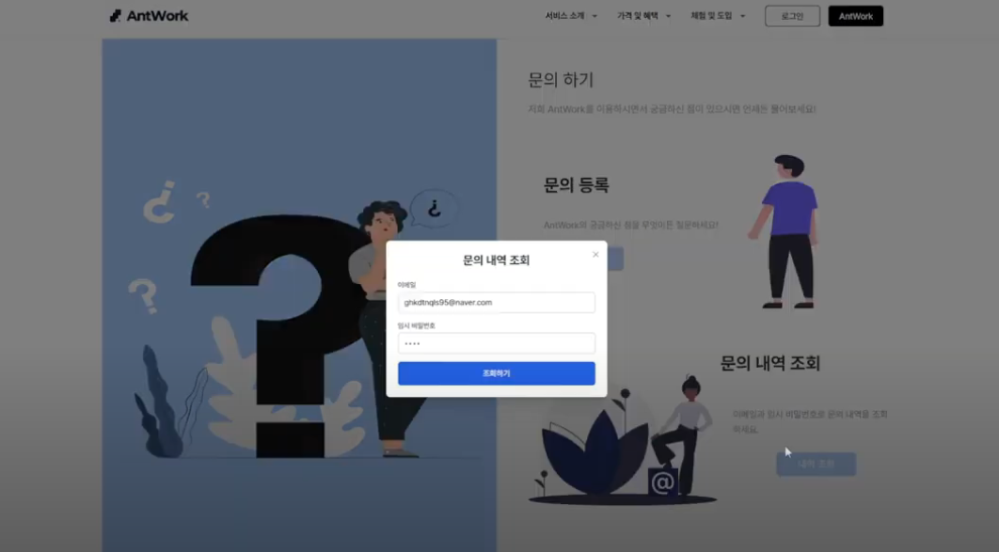 AntWork
서비스 소개
가격 및 혜택
체험 및 도입
로그인
AntWork
문의 하기
저희 AntWork를 이용하시면서 궁금하신 점이 있으시면 언제든 물어보세요!
문의 등록
AntWork의 궁금하신 점을 무엇이든 질문하세요!
문의 내역 조회
이메일
ghkdtnqls95@naver.com
임시 비밀번호
조회하기
문의 내역 조회
이메일과 임시 비밀번호로 문의 내역을 조회
하세요.
내역 조회